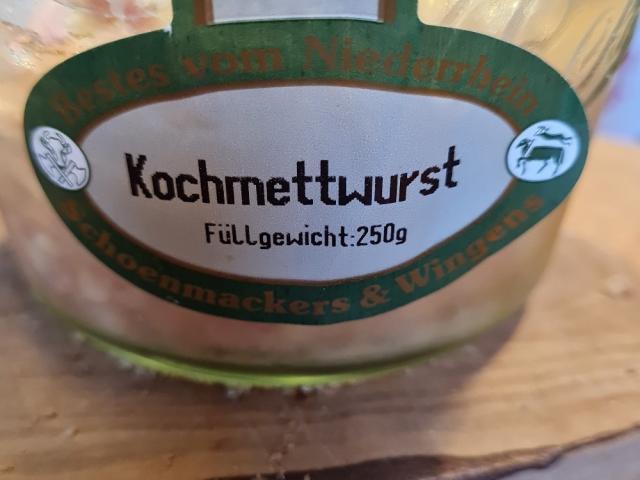 Bestes vom Niederrhein
Kochmettwurst
Füllgewicht:250g
Schoenmackers & Wingens